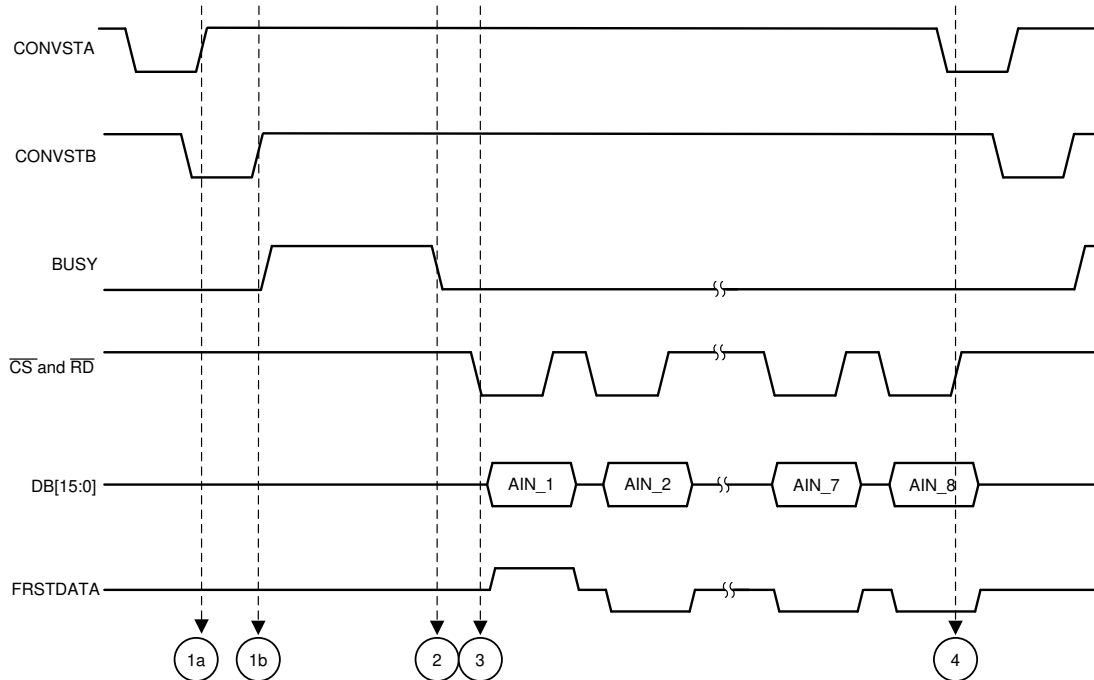 CONVSTA
CONVSTB
BUSY
CS and RD
DB[15:0]
AIN_1 AIN_2 AIN_7 AIN_8
FRSTDATA
1a 1b 2 3 4